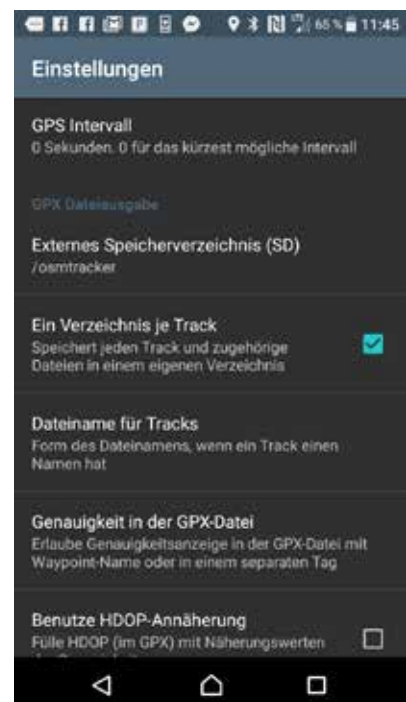 65 % 11:45
Einstellungen
GPS Intervall
0 Sekunden. 0 für das kürzest mögliche Intervall
GPX Dateiausgabe
Externes Speicherverzeichnis (SD)
/osmtracker
Ein Verzeichnis je Track
Speichert jeden Track und zugehörige
Dateien in einem eigenen Verzeichnis
Dateiname für Tracks
Form des Dateinamens, wenn ein Track einen
Namen hat
Genauigkeit in der GPX-Datei
Erlaube Genauigkeitsanzeige in der GPX-Datei mit
Waypoint-Name oder in einem separaten Tag
Benutze HDOP-Annäherung
Fülle HDOP (im GPX) mit Näherungswerten